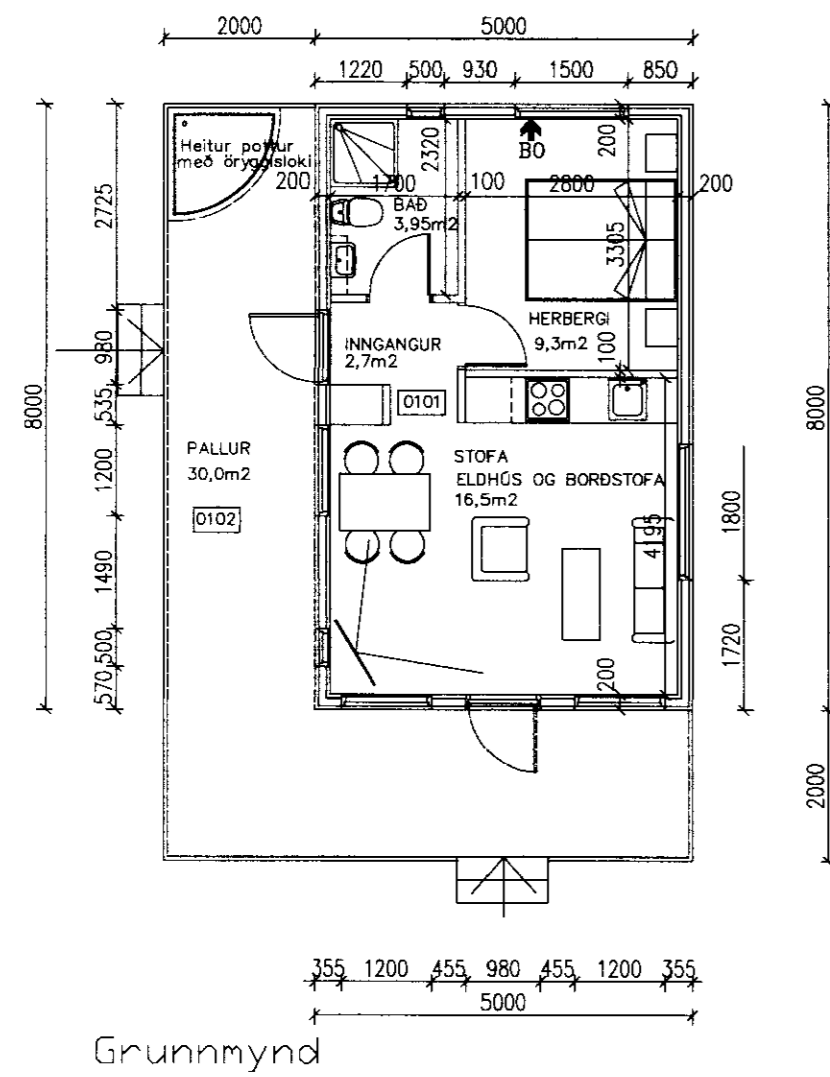 2000 5000
1220 500 930 1500 850
Heitur pottur
með öryggisloki
2725
200 1700 100 2800 200
2320
BO
200
BAÐ
3,95m2
3305
HERBERGI
9,3m2
100
INNGANGUR
2,7m2
0101
980
8000
535
8000
PALLUR
30,0m2
0102
1200
STOFA
ELDHÚS OG BORÐSTOFA
16,5m2
4195
1800
1490
1720
500
570
200
2000
355 1200 455 980 455 1200 355
5000
Grunnmynd